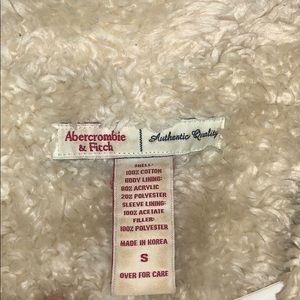 Abercrombie
& Fitch
Authentic Quality
SHELL:
100% COTTON
BODY LINING:
80% ACRYLIC
20% POLYESTER
SLEEVE LINING:
100% ACETATE
FILLER:
100% POLYESTER
MADE IN KOREA
S
OVER FOR CARE